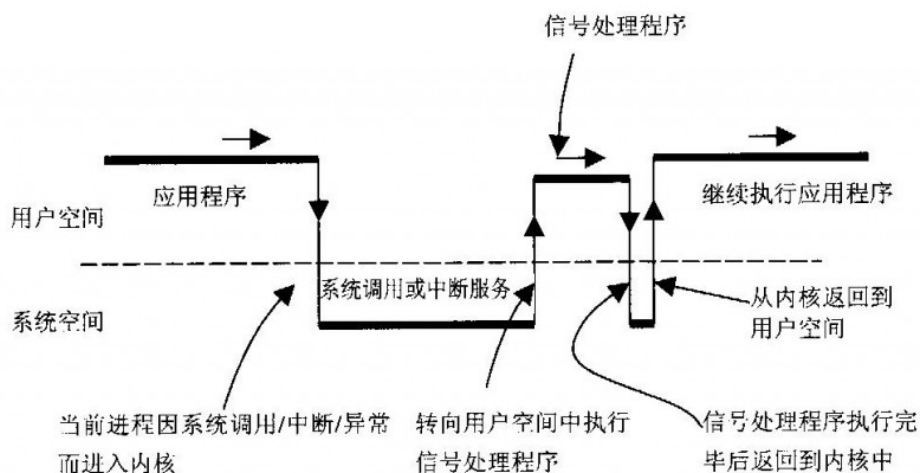 信号处理程序
应用程序
继续执行应用程序
用户空间
系统调用或中断服务
系统空间
从内核返回到
用户空间
当前进程因系统调用/中断/异常
而进入内核
转向用户空间中执行
信号处理程序
信号处理程序执行完
毕后返回到内核中